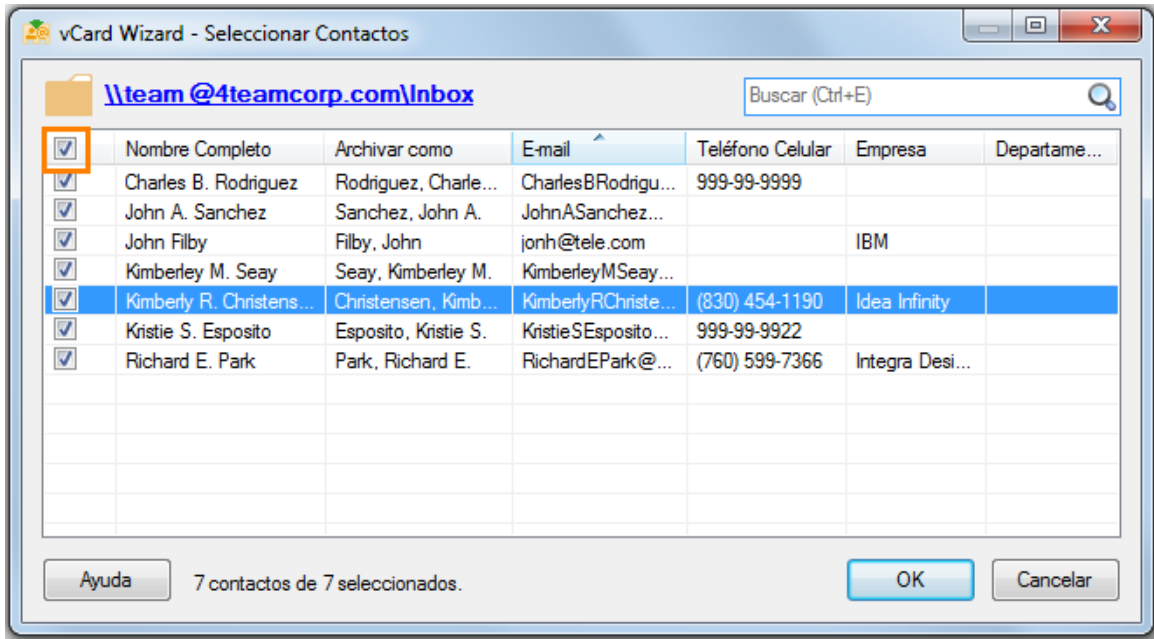 vCard Wizard - Seleccionar Contactos
\\team @4teamcorp.com\Inbox
Buscar (Ctrl+E)
Nombre Completo Archivar como E-mail Teléfono Celular Empresa Departame...
Charles B. Rodriguez Rodriguez, Charle... CharlesBRodrigu... 999-99-9999
John A. Sanchez Sanchez, John A. JohnASanchez...
John Filby Filby, John jonh@tele.com IBM
Kimberley M. Seay Seay, Kimberley M. KimberleyMSeay...
Kimberly R. Christens... Christensen, Kimb... KimberlyRChriste... (830) 454-1190 Idea Infinity
Kristie S. Esposito Esposito, Kristie S. KristieSEsposito... 999-99-9922
Richard E. Park Park, Richard E. RichardEPark@... (760) 599-7366 Integra Desi...
Ayuda 7 contactos de 7 seleccionados. OK Cancelar